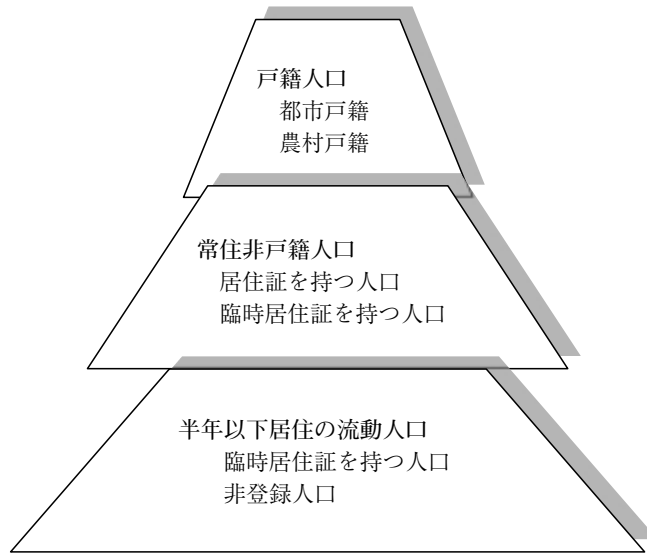 戸籍人口
都市戸籍
農村戸籍
常住非戸籍人口
居住証を持つ人口
臨時居住証を持つ人口
半年以下居住の流動人口
臨時居住証を持つ人口
非登録人口